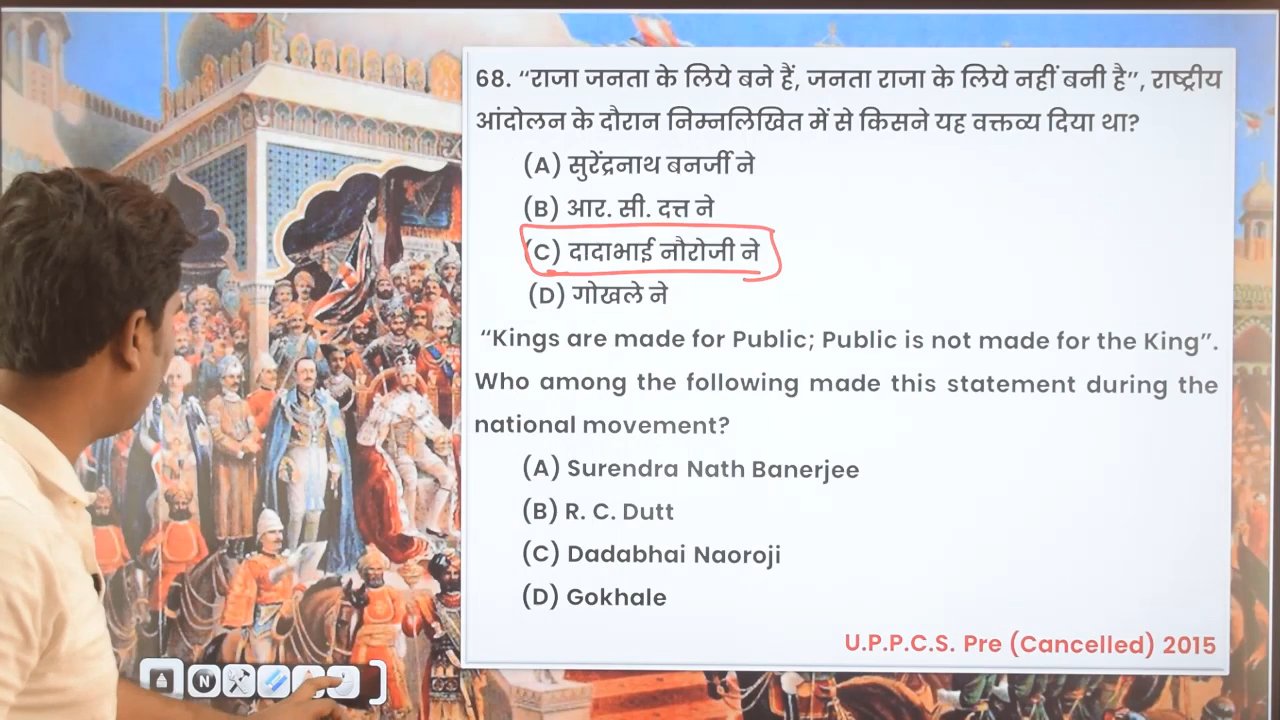 68. “राजा जनता के लिये बने हैं, जनता राजा के लिये नहीं बनी है”, राष्ट्रीय
आंदोलन के दौरान निम्नलिखित में से किसने यह वक्तव्य दिया था?
(A) सुरेंद्रनाथ बनर्जी ने
(B) आर. सी. दत्त ने
(C) दादाभाई नौरोजी ने
(D) गोखले ने
“Kings are made for Public; Public is not made for the King”.
Who among the following made this statement during the
national movement?
(A) Surendra Nath Banerjee
(B) R. C. Dutt
(C) Dadabhai Naoroji
(D) Gokhale
U.P.P.C.S. Pre (Cancelled) 2015
N